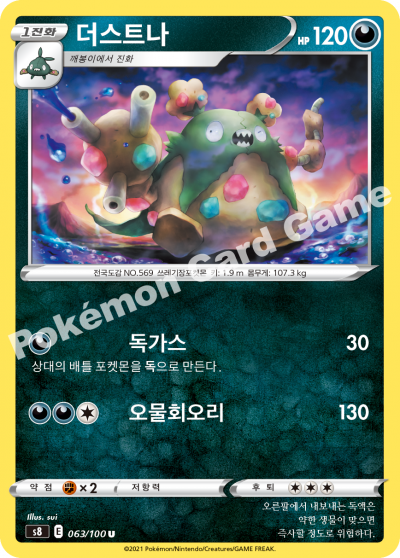 1진화 더스트나 HP 120
깨봉이에서 진화
전국도감 NO.569 쓰레기장포켓몬 키: 1.9 m 몸무게: 107.3 kg
독가스 30
상대의 배틀 포켓몬을 독으로 만든다.
오물회오리 130
약점 ×2 저항력 후퇴
Illus. sui
s8 E 063/100 U
오른팔에서 내보내는 독액은
약한 생물이 맞으면
즉사할 정도로 위험하다.
©2021 Pokémon/Nintendo/Creatures/GAME FREAK.
Pokémon Card Game